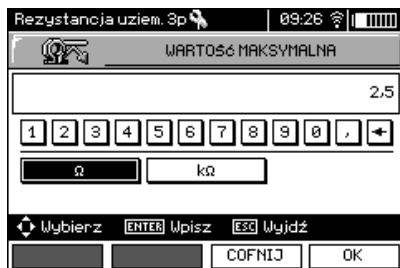 Rezystancja uziem. 3p 09:26
WARTOŚĆ MAKSYMALNA
2,5
1 2 3 4 5 6 7 8 9 0 , ←
Ω kΩ
Wybierz ENTER Wpisz ESC Wyjdź
COFNIJ OK